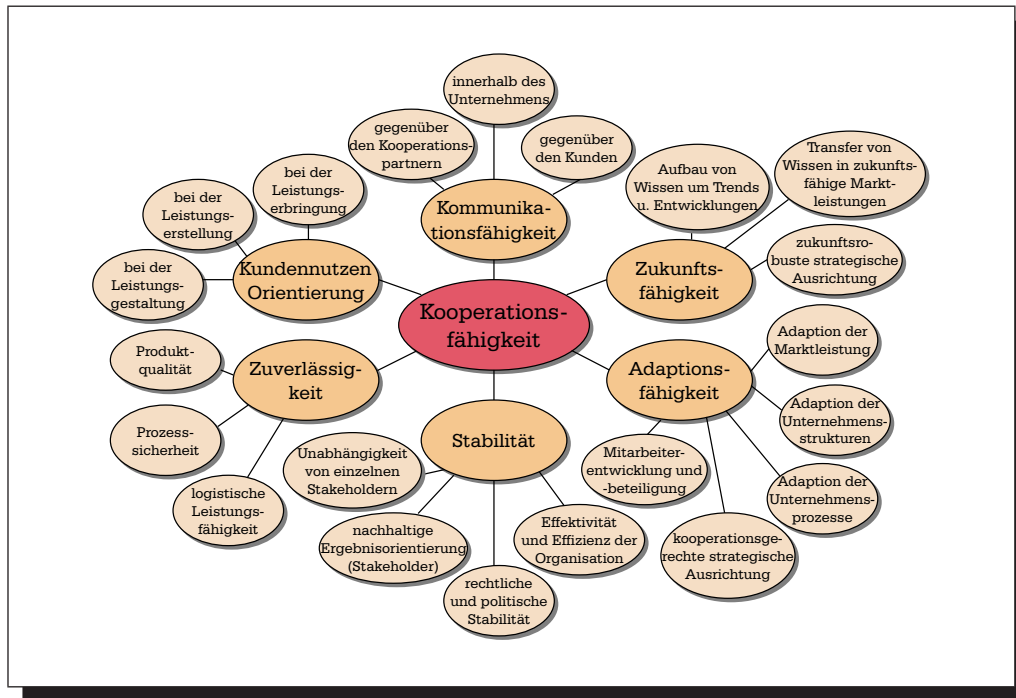 innerhalb des
Unternehmens
gegenüber
den Kooperations-
partnern
gegenüber
den Kunden
Kommunika-
tionsfähigkeit
Aufbau von
Wissen um Trends
u. Entwicklungen
Transfer von
Wissen in zukunfts-
fähige Markt-
leistungen
zukunftsro-
buste strategische
Ausrichtung
Zukunfts-
fähigkeit
bei der
Leistungs-
erbringung
bei der
Leistungs-
erstellung
bei der
Leistungs-
gestaltung
Kundennutzen
Orientierung
Kooperations-
fähigkeit
Produkt-
qualität
Prozess-
sicherheit
logistische
Leistungs-
fähigkeit
Zuverlässig-
keit
Adaptions-
fähigkeit
Adaption der
Marktleistung
Adaption der
Unternehmens-
strukturen
Adaption der
Unternehmens-
prozesse
kooperationsge-
rechte strategische
Ausrichtung
Mitarbeiter-
entwicklung und
-beteiligung
Stabilität
Unabhängigkeit
von einzelnen
Stakeholdern
nachhaltige
Ergebnisorientierung
(Stakeholder)
rechtliche
und politische
Stabilität
Effektivität
und Effizienz der
Organisation